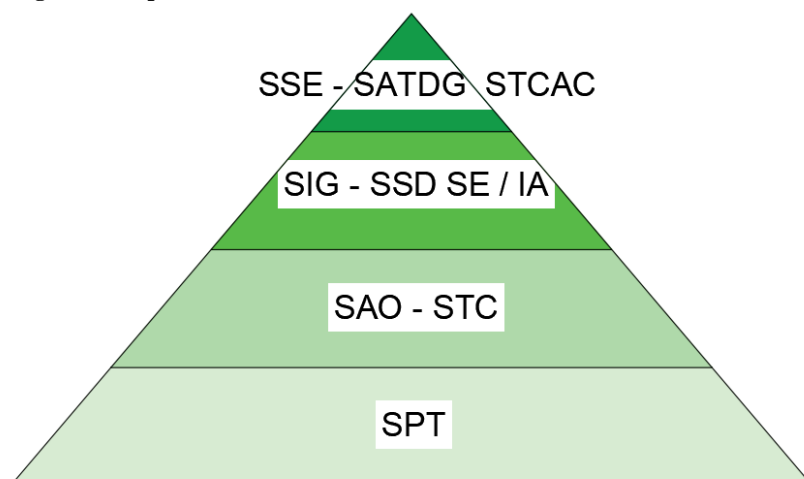 SSE - SATDG STCAC
SIG - SSD SE / IA
SAO - STC
SPT